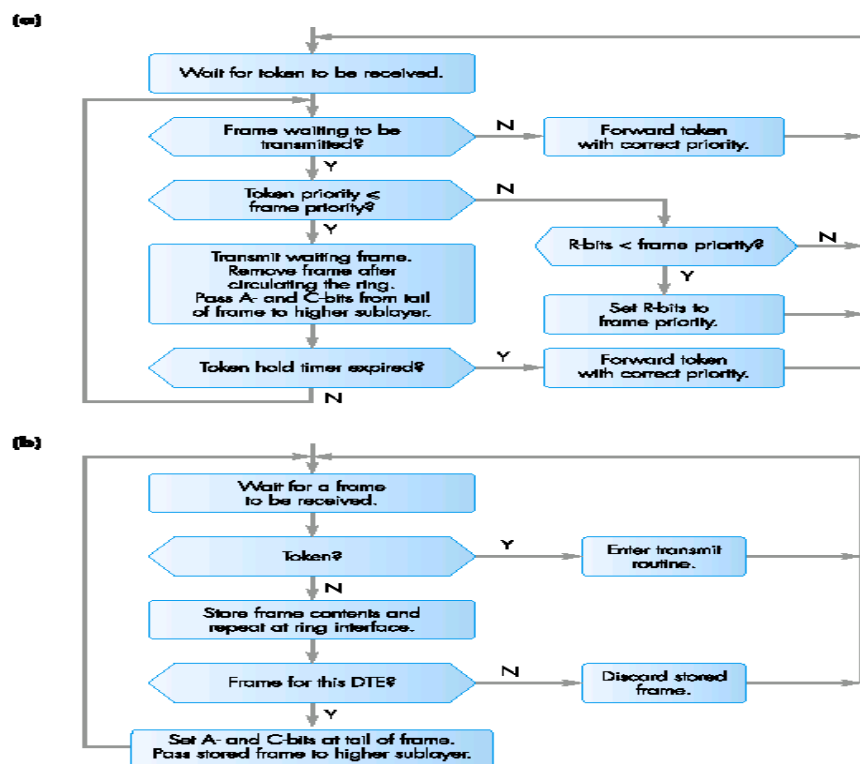 (a)
Wait for token to be received.
Frame waiting to be
transmitted?
N
Forward token
with correct priority.
Y
Token priority ⩽
frame priority?
N
Y
R-bits < frame priority?
N
Transmit waiting frame.
Remove frame after
circulating the ring.
Pass A- and C-bits from tail
of frame to higher sublayer.
Y
Set R-bits to
frame priority.
Token hold timer expired?
Y
Forward token
with correct priority.
N
(b)
Wait for a frame
to be received.
Token?
Y
Enter transmit
routine.
N
Store frame contents and
repeat at ring interface.
Frame for this DTE?
N
Discard stored
frame.
Y
Set A- and C-bits at tail of frame.
Pass stored frame to higher sublayer.